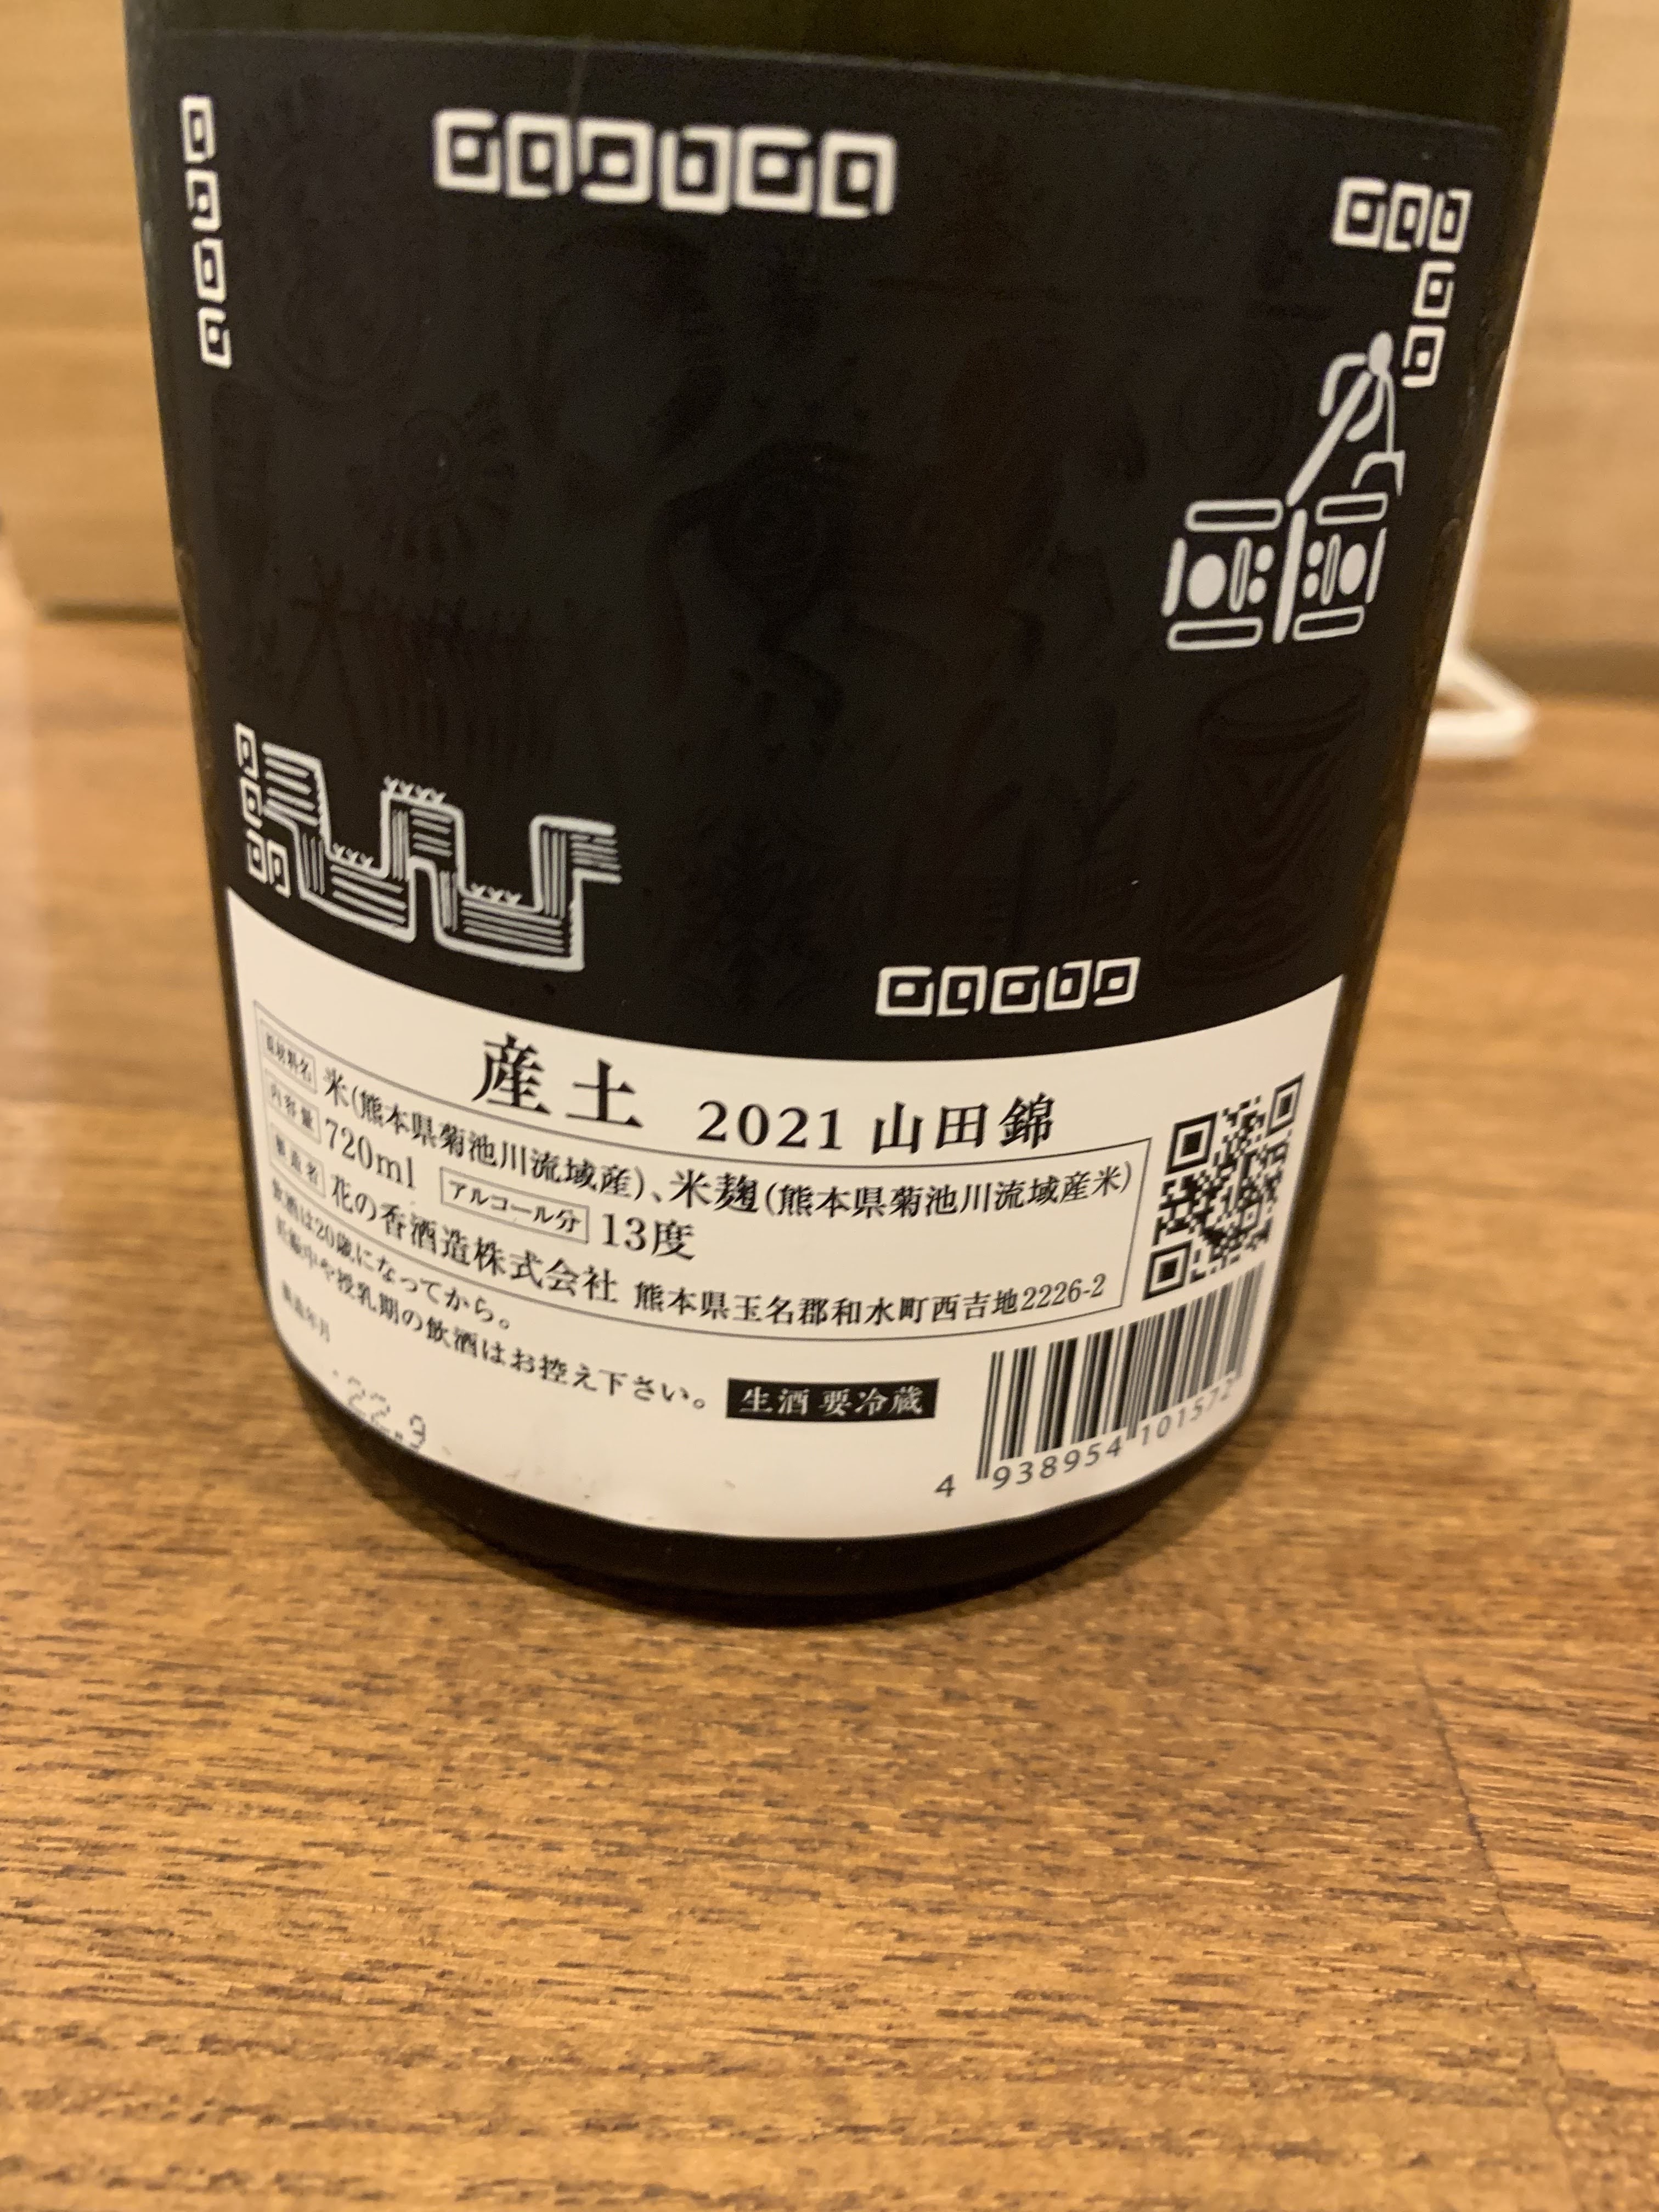 産土 2021 山田錦
原材料名 米(熊本県菊池川流域産)、米麹(熊本県菊池川流域産米)
内容量 720ml アルコール分 13度
製造者 花の香酒造株式会社 熊本県玉名郡和水町西吉地2226-2
飲酒は20歳になってから。
妊娠中や授乳期の飲酒はお控え下さい。 生酒 要冷蔵
製造年月
22.9
4 938954 101572